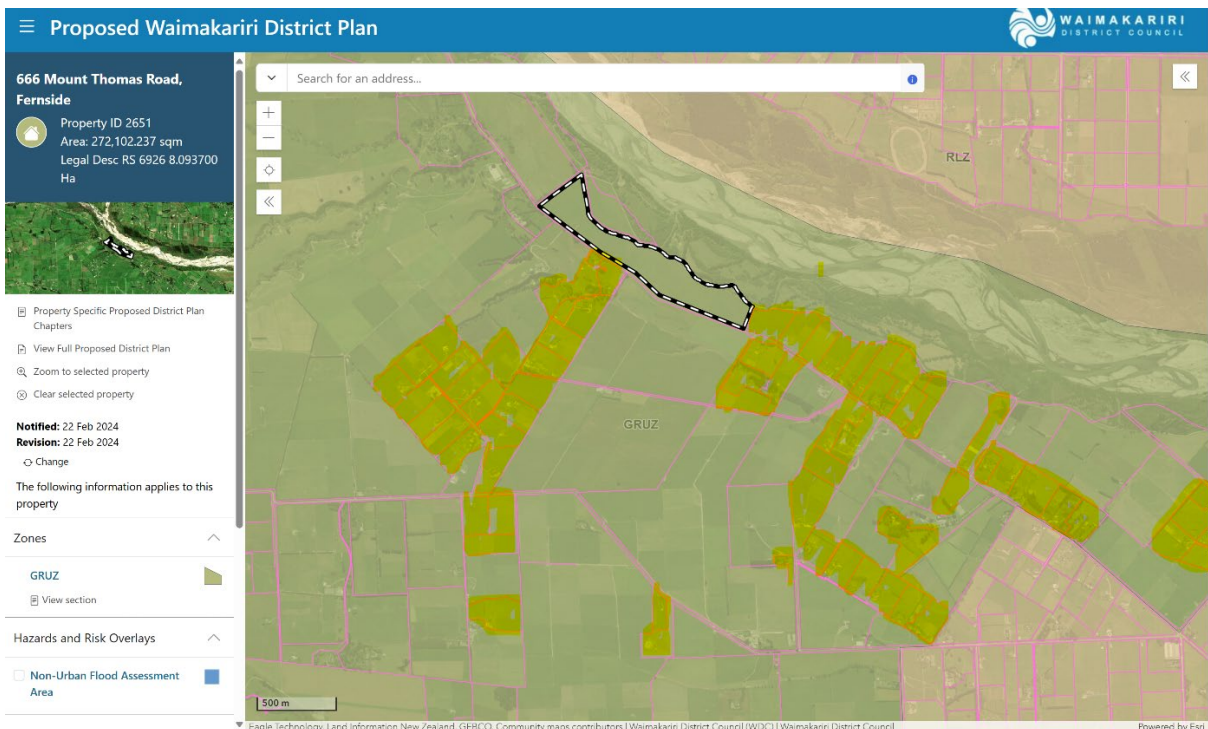 Proposed Waimakariri District Plan
WAIMAKARIRI
DISTRICT COUNCIL
666 Mount Thomas Road,
Fernside
Property ID 2651
Area: 272,102.237 sqm
Legal Desc RS 6926 8.093700
Ha
Property Specific Proposed District Plan
Chapters
View Full Proposed District Plan
Zoom to selected property
Clear selected property
Notified: 22 Feb 2024
Revision: 22 Feb 2024
Change
The following information applies to this
property
Zones
GRUZ
View section
Hazards and Risk Overlays
Non-Urban Flood Assessment
Area
Search for an address...
RLZ
GRUZ
500 m
Eagle Technology, Land Information New Zealand, GEBCO, Community maps contributors | Waimakariri District Council (WDC) | Waimakariri District Council
Powered by Esri